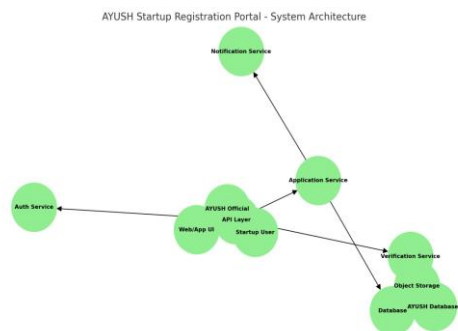 AYUSH Startup Registration Portal - System Architecture
Notification Service
Application Service
Auth Service
AYUSH Official
API Layer
Web/App UI
Startup User
Verification Service
Object Storage
Database
AYUSH Database